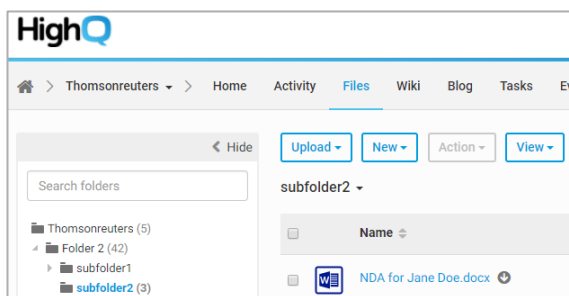 HighQ
Thomsonreuters
Home
Activity
Files
Wiki
Blog
Tasks
Hide
Upload
New
Action
View
Search folders
subfolder2
Thomsonreuters (5)
Name
Folder 2 (42)
subfolder1
NDA for Jane Doe.docx
subfolder2 (3)